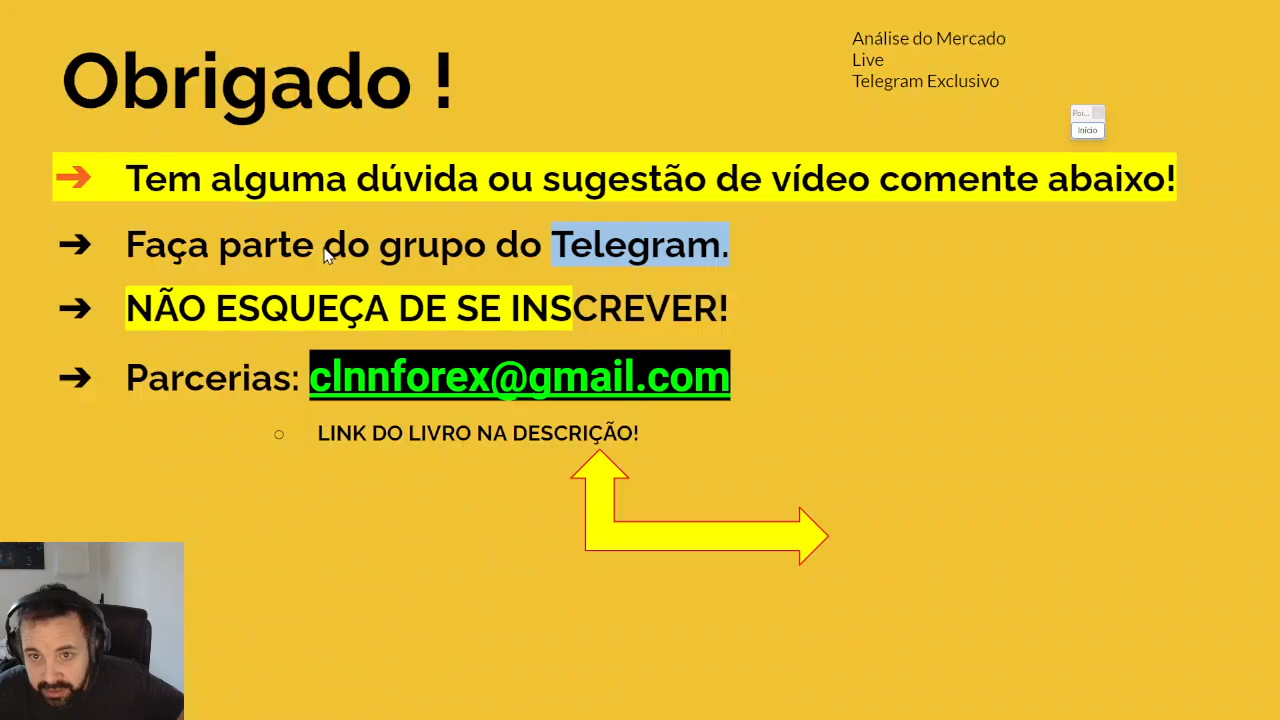 Análise do Mercado
Live
Telegram Exclusivo
Obrigado !
Poi...
Início
➔ Tem alguma dúvida ou sugestão de vídeo comente abaixo!
➔ Faça parte do grupo do Telegram.
➔ NÃO ESQUEÇA DE SE INSCREVER!
➔ Parcerias: clnnforex@gmail.com
○ LINK DO LIVRO NA DESCRIÇÃO!